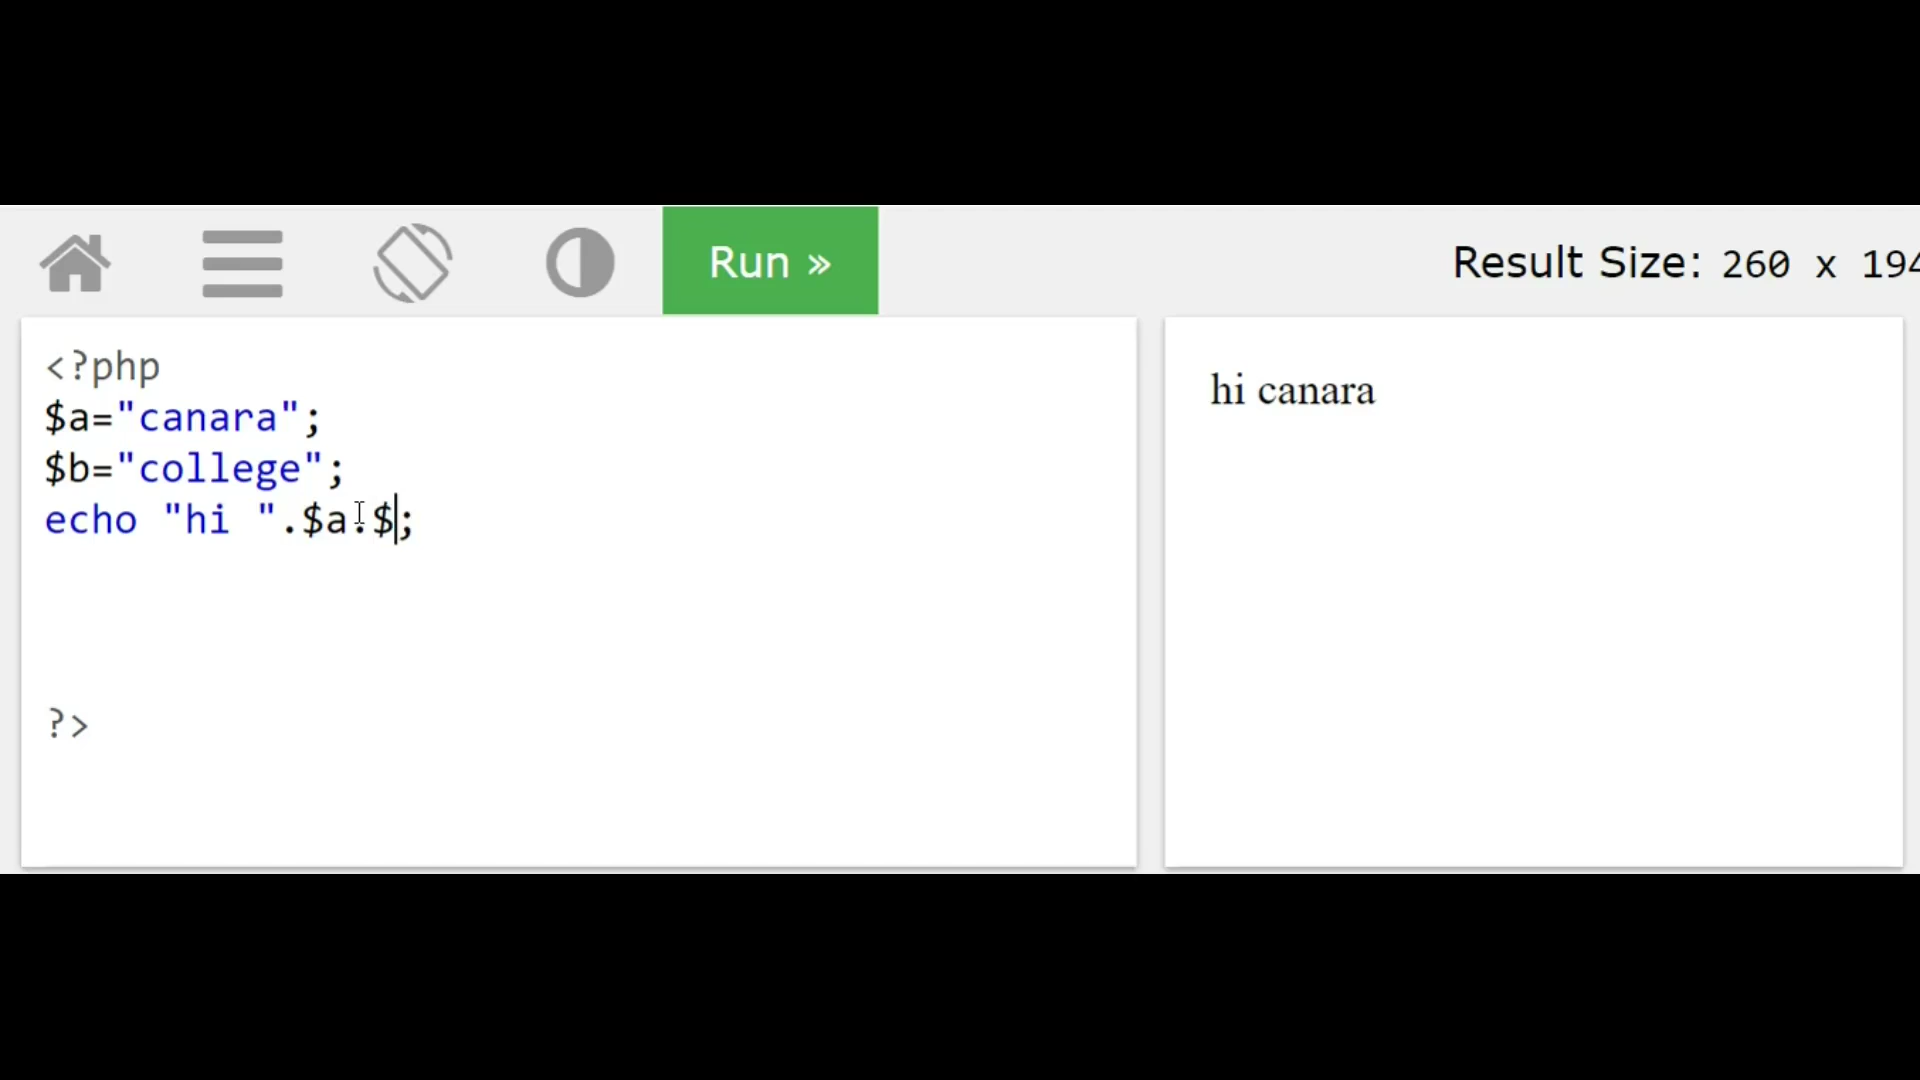 Run »
Result Size: 260 x 194
<?php
$a="canara";
$b="college";
echo "hi ".$a.$;
?>
hi canara